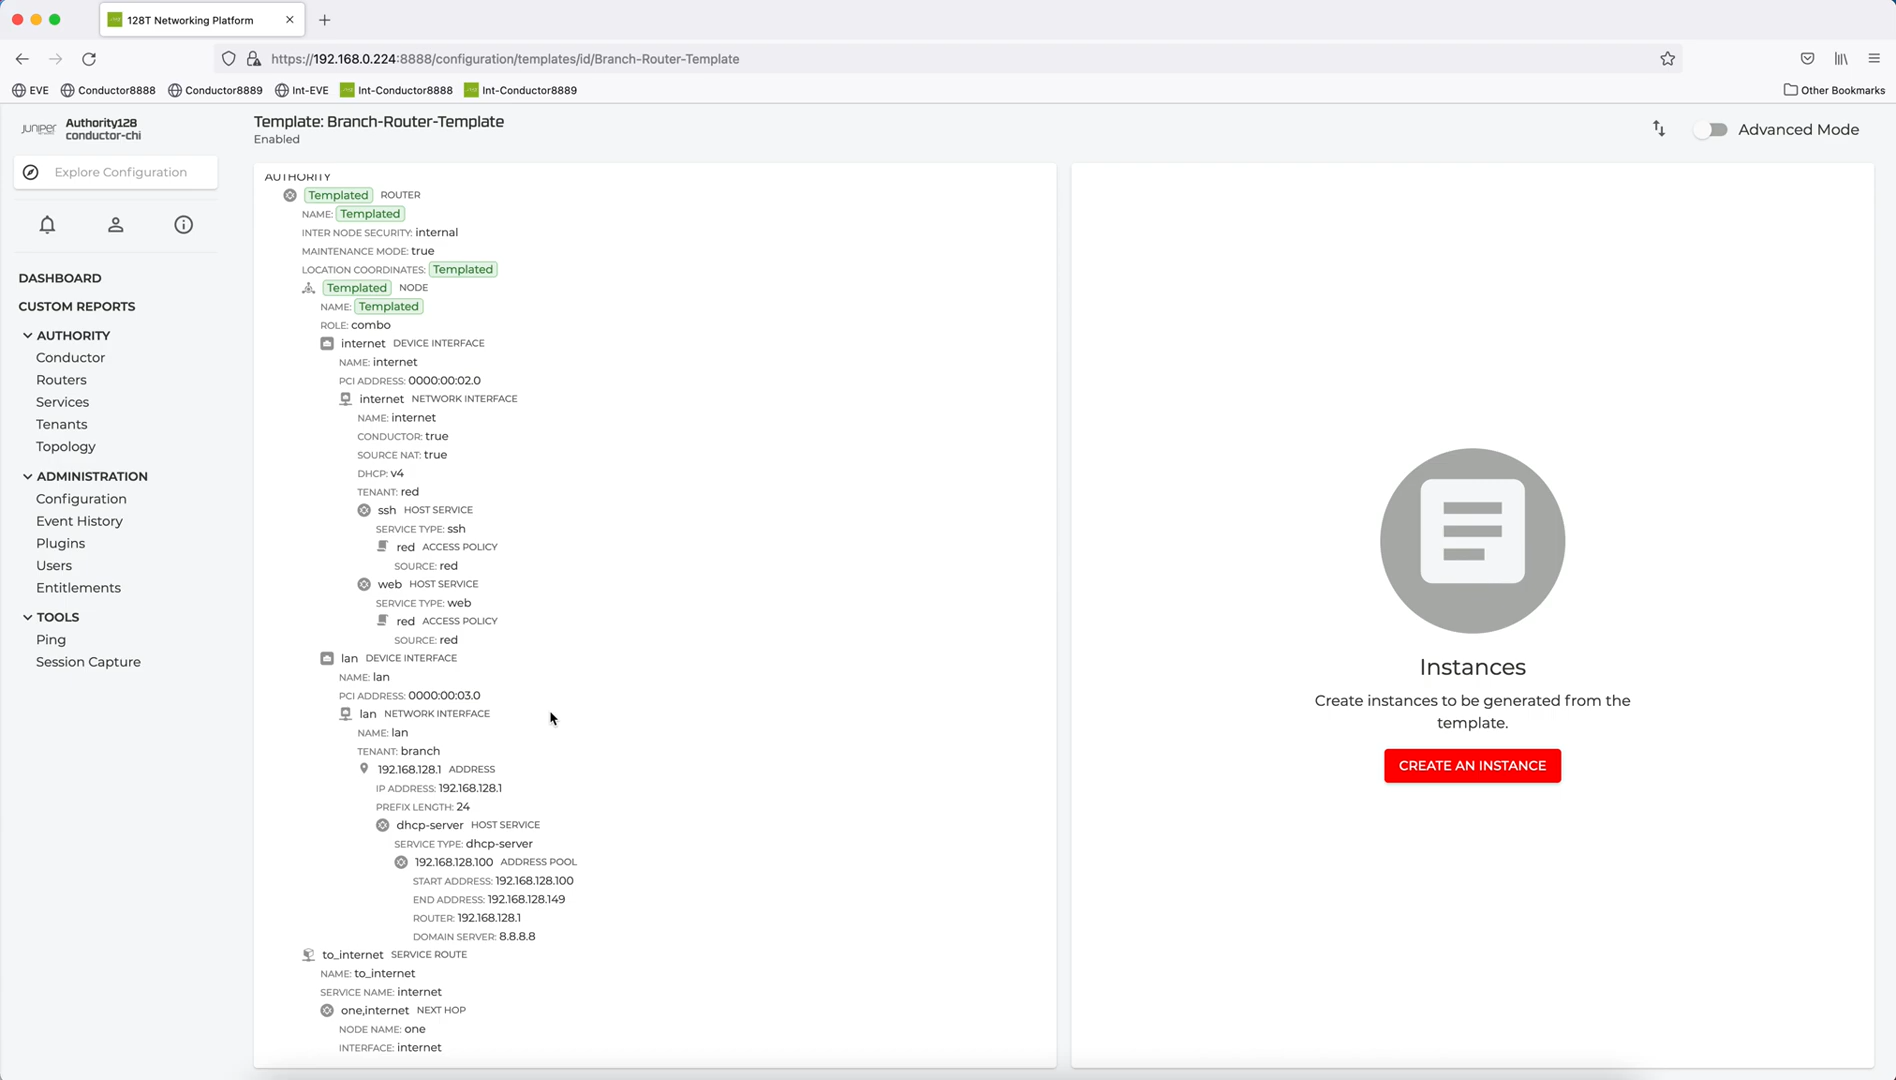 128T Networking Platform
https://192.168.0.224:8888/configuration/templates/id/Branch-Router-Template
EVE
Conductor8888
Conductor8889
Int-EVE
Int-Conductor8888
Int-Conductor8889
Other Bookmarks
JUNIPER
Authority128
conductor-chi
Explore Configuration
DASHBOARD
CUSTOM REPORTS
AUTHORITY
Conductor
Routers
Services
Tenants
Topology
ADMINISTRATION
Configuration
Event History
Plugins
Users
Entitlements
TOOLS
Ping
Session Capture
Template: Branch-Router-Template
Enabled
Advanced Mode
AUTHORITY
Templated ROUTER
NAME: Templated
INTER NODE SECURITY: internal
MAINTENANCE MODE: true
LOCATION COORDINATES: Templated
Templated NODE
NAME: Templated
ROLE: combo
internet DEVICE INTERFACE
NAME: internet
PCI ADDRESS: 0000:00:02.0
internet NETWORK INTERFACE
NAME: internet
CONDUCTOR: true
SOURCE NAT: true
DHCP: v4
TENANT: red
ssh HOST SERVICE
SERVICE TYPE: ssh
red ACCESS POLICY
SOURCE: red
web HOST SERVICE
SERVICE TYPE: web
red ACCESS POLICY
SOURCE: red
lan DEVICE INTERFACE
NAME: lan
PCI ADDRESS: 0000:00:03.0
lan NETWORK INTERFACE
NAME: lan
TENANT: branch
192.168.128.1 ADDRESS
IP ADDRESS: 192.168.128.1
PREFIX LENGTH: 24
dhcp-server HOST SERVICE
SERVICE TYPE: dhcp-server
192.168.128.100 ADDRESS POOL
START ADDRESS: 192.168.128.100
END ADDRESS: 192.168.128.149
ROUTER: 192.168.128.1
DOMAIN SERVER: 8.8.8.8
to_internet SERVICE ROUTE
NAME: to_internet
SERVICE NAME: internet
one,internet NEXT HOP
NODE NAME: one
INTERFACE: internet
Instances
Create instances to be generated from the
template.
CREATE AN INSTANCE